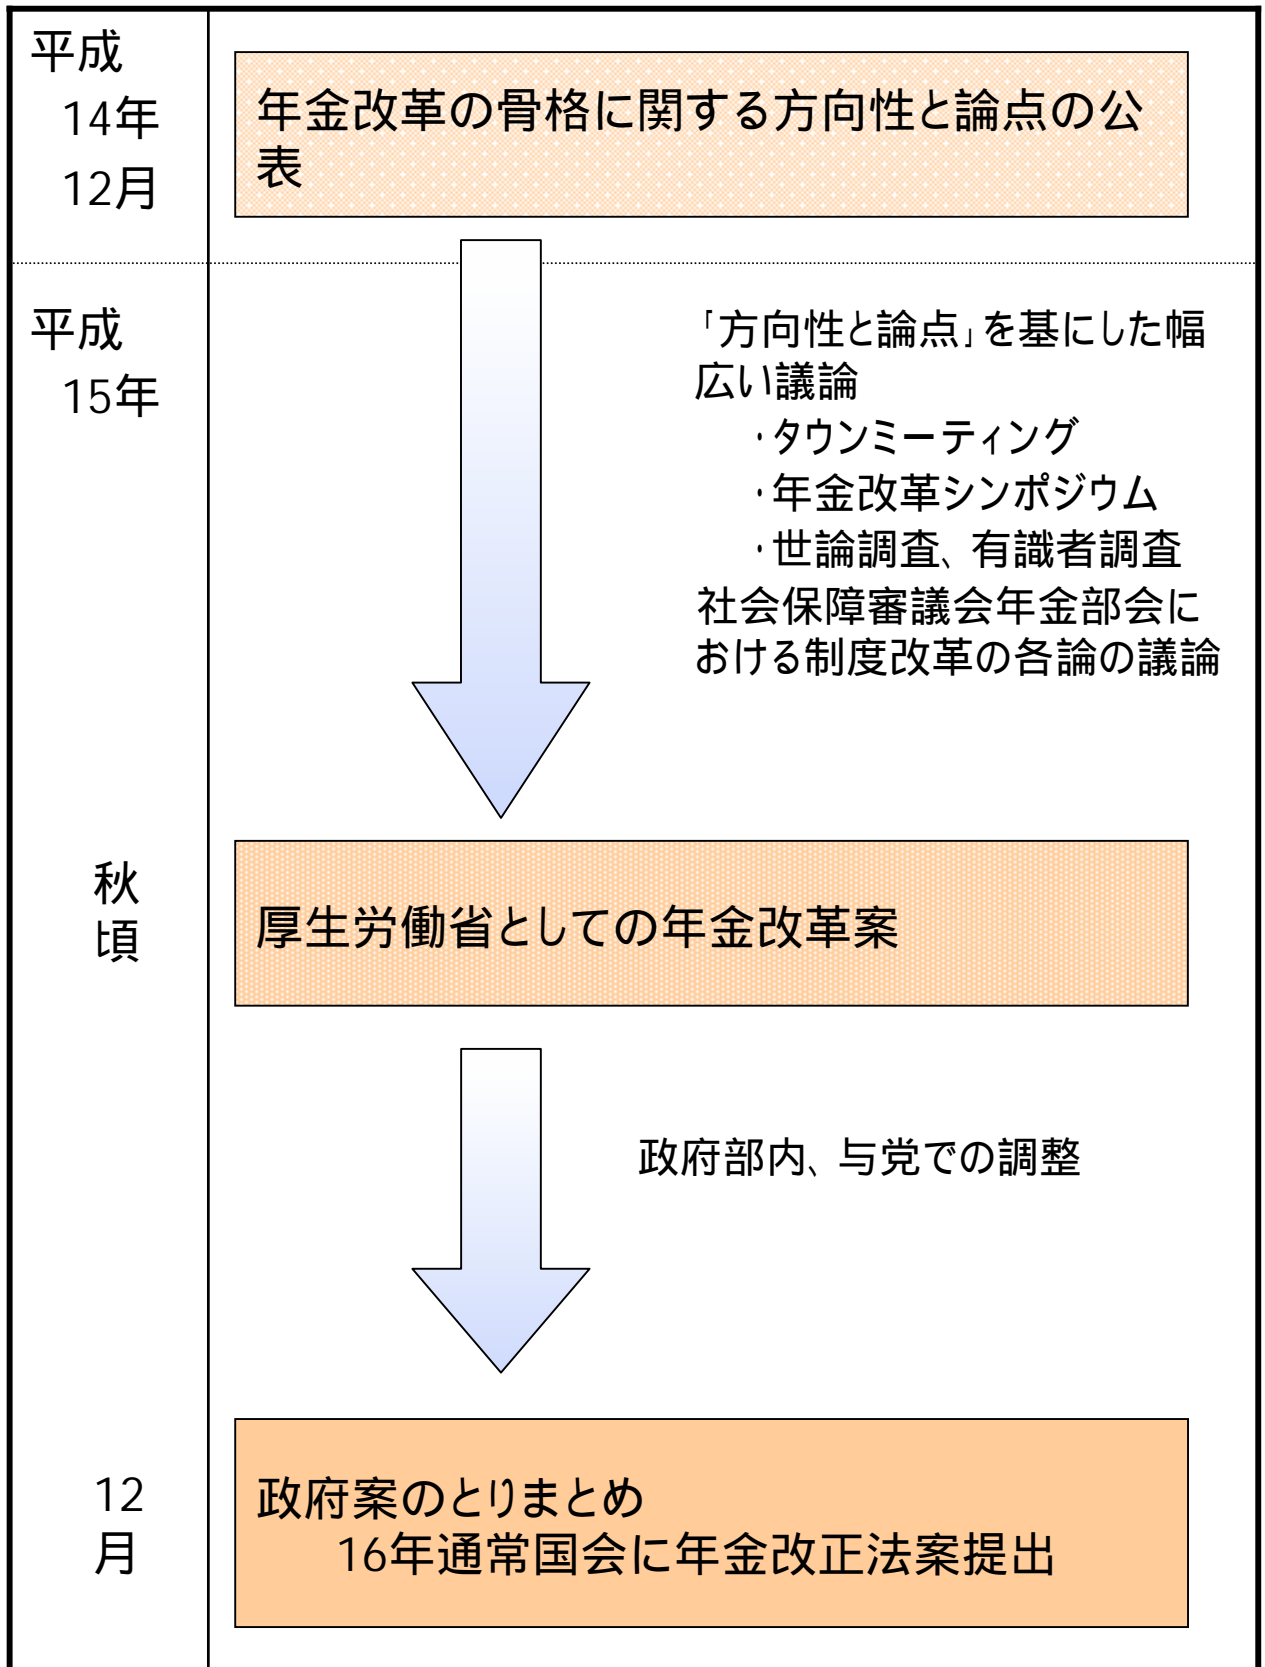 平成
14年
12月
年金改革の骨格に関する方向性と論点の公
表
平成
15年
「方向性と論点」を基にした幅
広い議論
・タウンミーティング
・年金改革シンポジウム
・世論調査、有識者調査
社会保障審議会年金部会に
おける制度改革の各論の議論
秋
頃
厚生労働省としての年金改革案
政府部内、与党での調整
12
月
政府案のとりまとめ
16年通常国会に年金改正法案提出